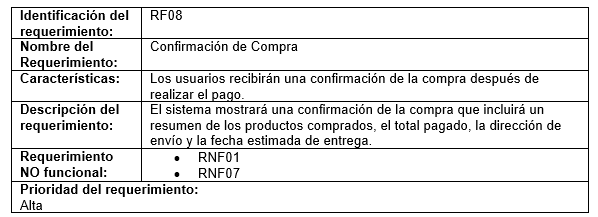 Identificación del RF08
requerimiento:
Nombre del Confirmación de Compra
Requerimiento:
Características: Los usuarios recibirán una confirmación de la compra después de
realizar el pago.
Descripción del El sistema mostrará una confirmación de la compra que incluirá un
requerimiento: resumen de los productos comprados, el total pagado, la dirección de
envío y la fecha estimada de entrega.
Requerimiento • RNF01
NO funcional: • RNF07
Prioridad del requerimiento:
Alta